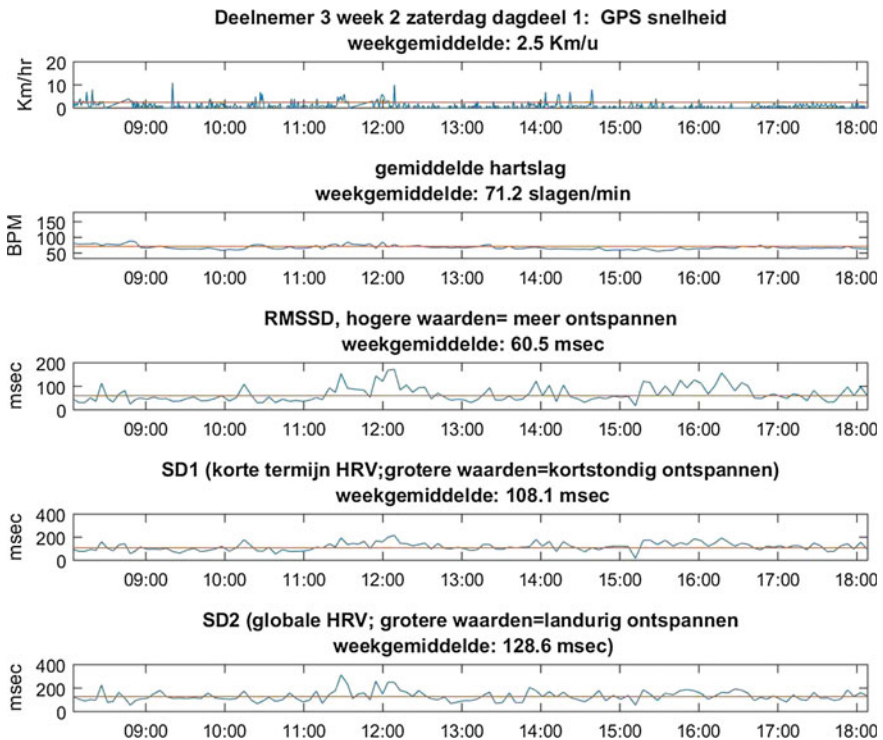 Deelnemer 3 week 2 zaterdag dagdeel 1:  GPS snelheid
weekgemiddelde: 2.5 Km/u
Km/hr
20
10
0
09:00 10:00 11:00 12:00 13:00 14:00 15:00 16:00 17:00 18:00
gemiddelde hartslag
weekgemiddelde: 71.2 slagen/min
BPM
150
100
50
09:00 10:00 11:00 12:00 13:00 14:00 15:00 16:00 17:00 18:00
RMSSD, hogere waarden= meer ontspannen
weekgemiddelde: 60.5 msec
msec
200
100
0
09:00 10:00 11:00 12:00 13:00 14:00 15:00 16:00 17:00 18:00
SD1 (korte termijn HRV;grotere waarden=kortstondig ontspannen)
weekgemiddelde: 108.1 msec
msec
400
200
0
09:00 10:00 11:00 12:00 13:00 14:00 15:00 16:00 17:00 18:00
SD2 (globale HRV; grotere waarden=landurig ontspannen
weekgemiddelde: 128.6 msec)
msec
400
200
0
09:00 10:00 11:00 12:00 13:00 14:00 15:00 16:00 17:00 18:00